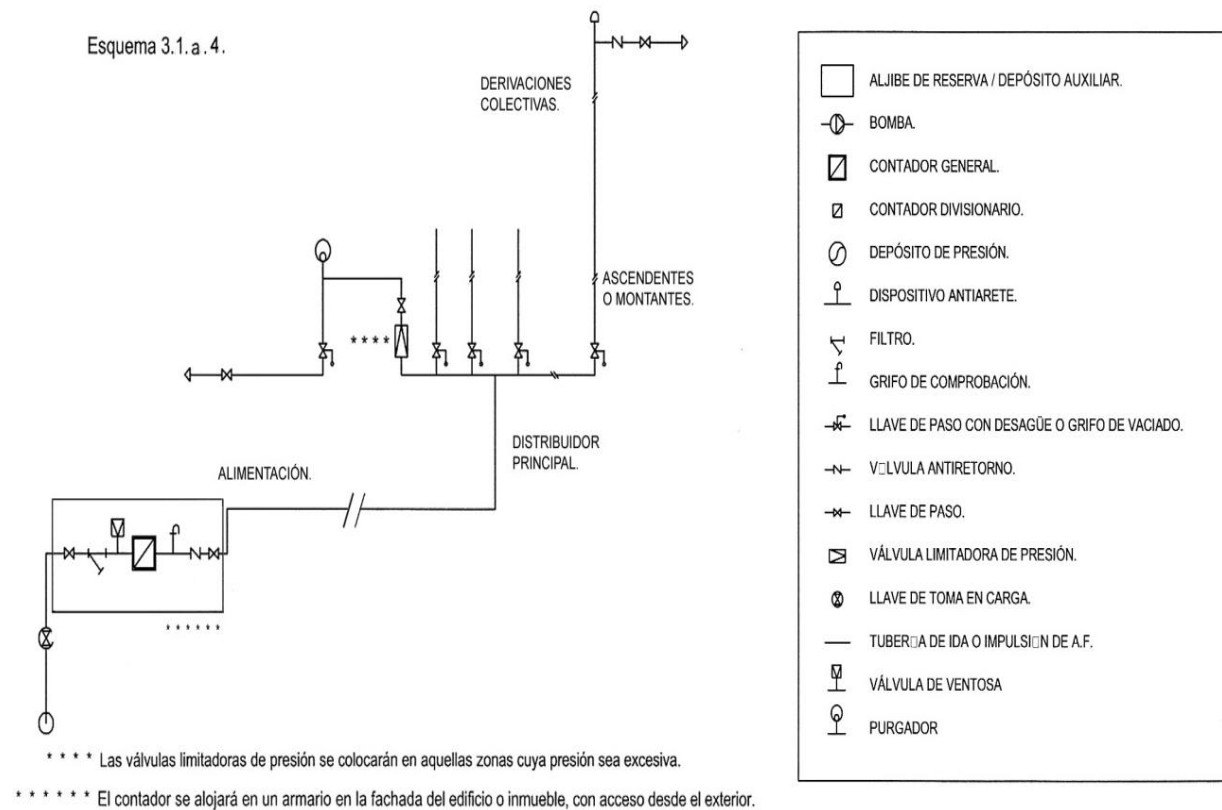 Esquema 3.1.a.4.
DERIVACIONES
COLECTIVAS.
ASCENDENTES
O MONTANTES.
* * * *
DISTRIBUIDOR
PRINCIPAL.
ALIMENTACIÓN.
* * * * * *
* * * * Las válvulas limitadoras de presión se colocarán en aquellas zonas cuya presión sea excesiva.
* * * * * * El contador se alojará en un armario en la fachada del edificio o inmueble, con acceso desde el exterior.
ALJIBE DE RESERVA / DEPÓSITO AUXILIAR.
BOMBA.
CONTADOR GENERAL.
CONTADOR DIVISIONARIO.
DEPÓSITO DE PRESIÓN.
DISPOSITIVO ANTIARETE.
FILTRO.
GRIFO DE COMPROBACIÓN.
LLAVE DE PASO CON DESAGÜE O GRIFO DE VACIADO.
V□LVULA ANTIRETORNO.
LLAVE DE PASO.
VÁLVULA LIMITADORA DE PRESIÓN.
LLAVE DE TOMA EN CARGA.
TUBER□A DE IDA O IMPULSI□N DE A.F.
VÁLVULA DE VENTOSA
PURGADOR